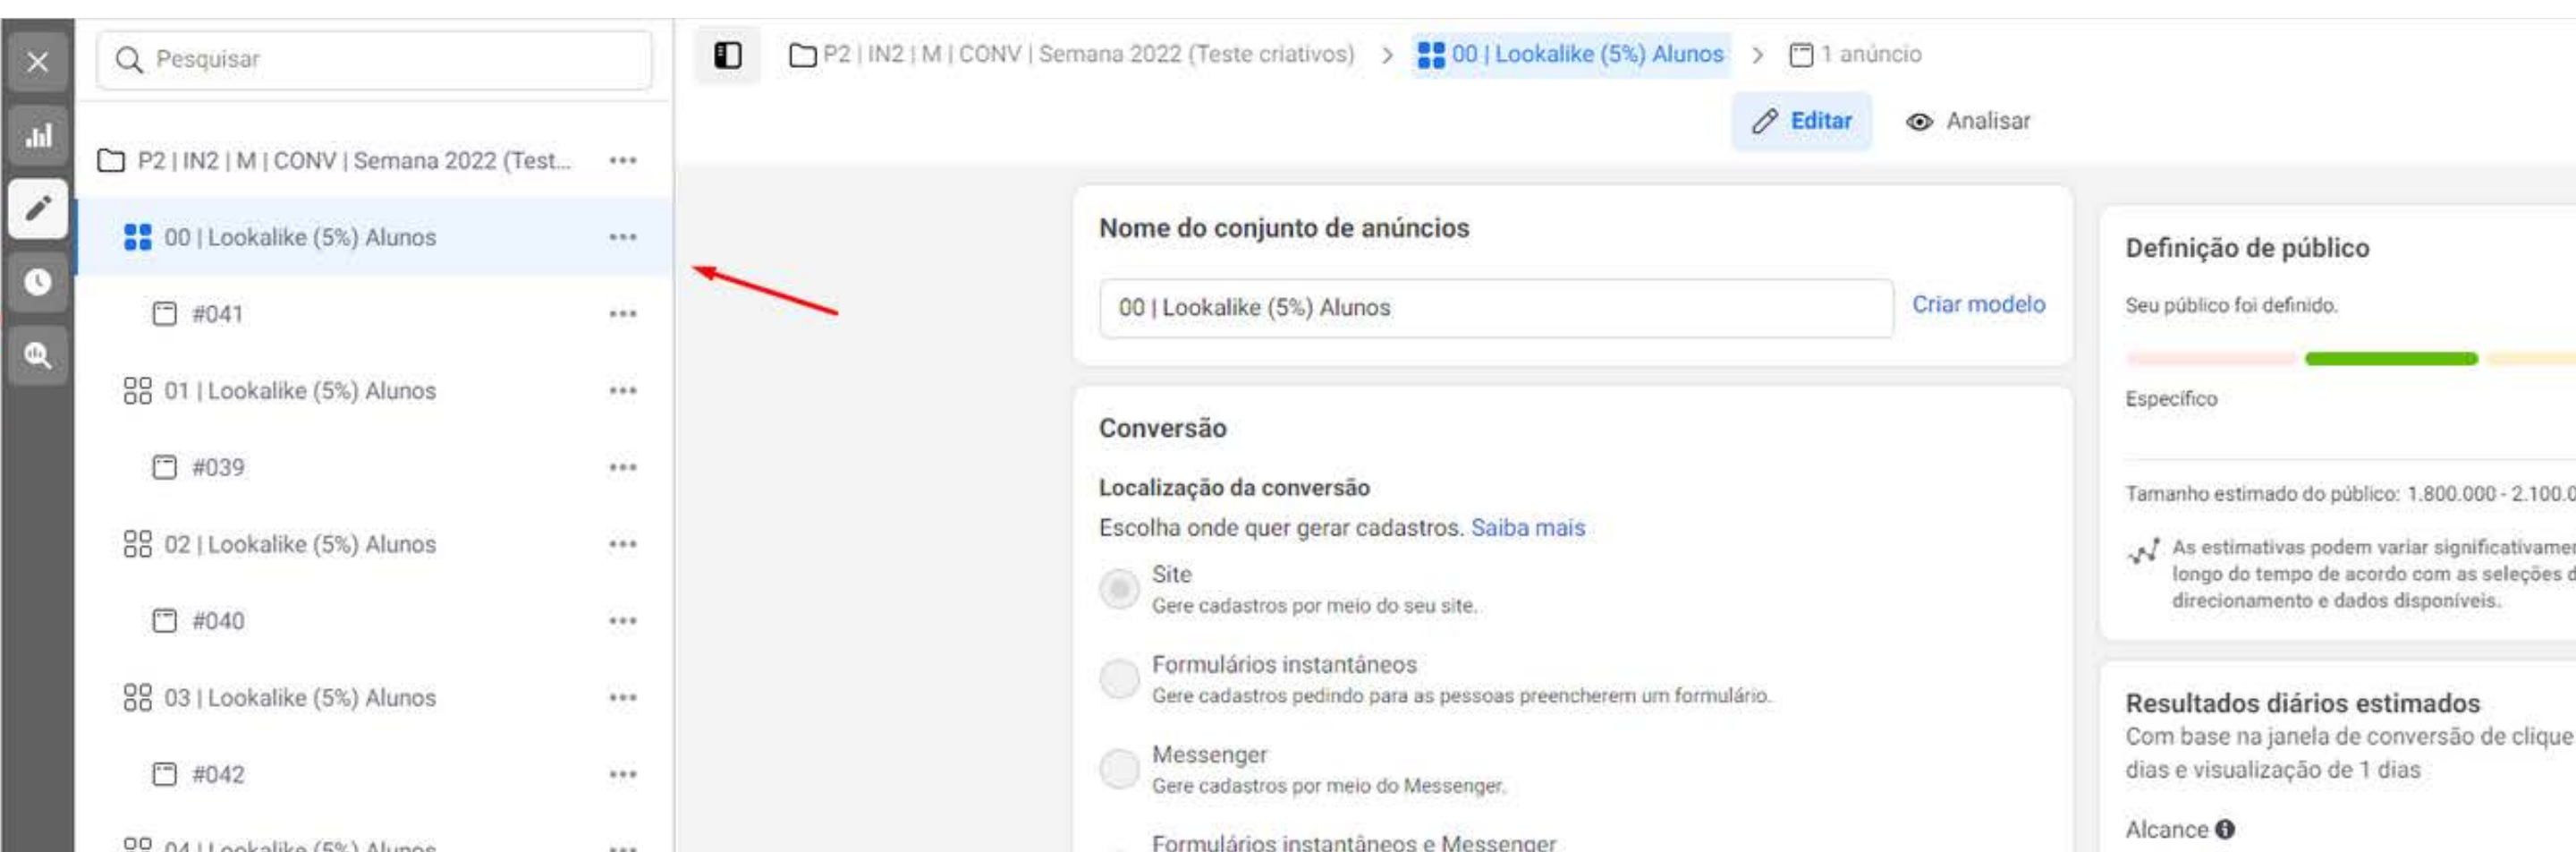 Pesquisar
P2 | IN2 | M | CONV | Semana 2022 (Test...
00 | Lookalike (5%) Alunos
#041
01 | Lookalike (5%) Alunos
#039
02 | Lookalike (5%) Alunos
#040
03 | Lookalike (5%) Alunos
#042
04 | Lookalike (5%) Alunos
P2 | IN2 | M | CONV | Semana 2022 (Teste criativos) > 00 | Lookalike (5%) Alunos > 1 anúncio
Editar Analisar
Nome do conjunto de anúncios
00 | Lookalike (5%) Alunos Criar modelo
Conversão
Localização da conversão
Escolha onde quer gerar cadastros. Saiba mais
Site
Gere cadastros por meio do seu site.
Formulários instantâneos
Gere cadastros pedindo para as pessoas preencherem um formulário.
Messenger
Gere cadastros por meio do Messenger.
Formulários instantâneos e Messenger
Definição de público
Seu público foi definido.
Específico
Tamanho estimado do público: 1.800.000 - 2.100.0
As estimativas podem variar significativamen
longo do tempo de acordo com as seleções d
direcionamento e dados disponíveis.
Resultados diários estimados
Com base na janela de conversão de clique
dias e visualização de 1 dias
Alcance